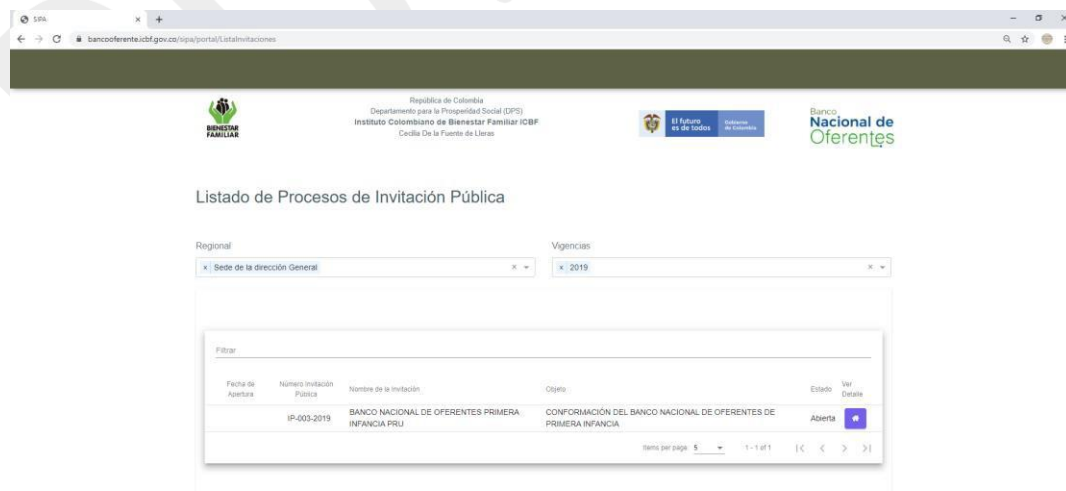 SIPA
bancooferente.icbf.gov.co/sipa/portal/ListaInvitaciones
BIENESTAR
FAMILIAR
República de Colombia
Departamento para la Prosperidad Social (DPS)
Instituto Colombiano de Bienestar Familiar ICBF
Cecilia De la Fuente de Lleras
El futuro
es de todos
Gobierno
de Colombia
Banco
Nacional de
Oferentes
Listado de Procesos de Invitación Pública
Regional
Vigencias
× Sede de la dirección General
× 2019
Filtrar
Fecha de
Apertura
Número Invitación
Pública
Nombre de la Invitación
Objeto
Estado
Ver
Detalle
IP-003-2019
BANCO NACIONAL DE OFERENTES PRIMERA
INFANCIA PRU
CONFORMACIÓN DEL BANCO NACIONAL DE OFERENTES DE
PRIMERA INFANCIA
Abierta
Items per page: 5
1 - 1 of 1